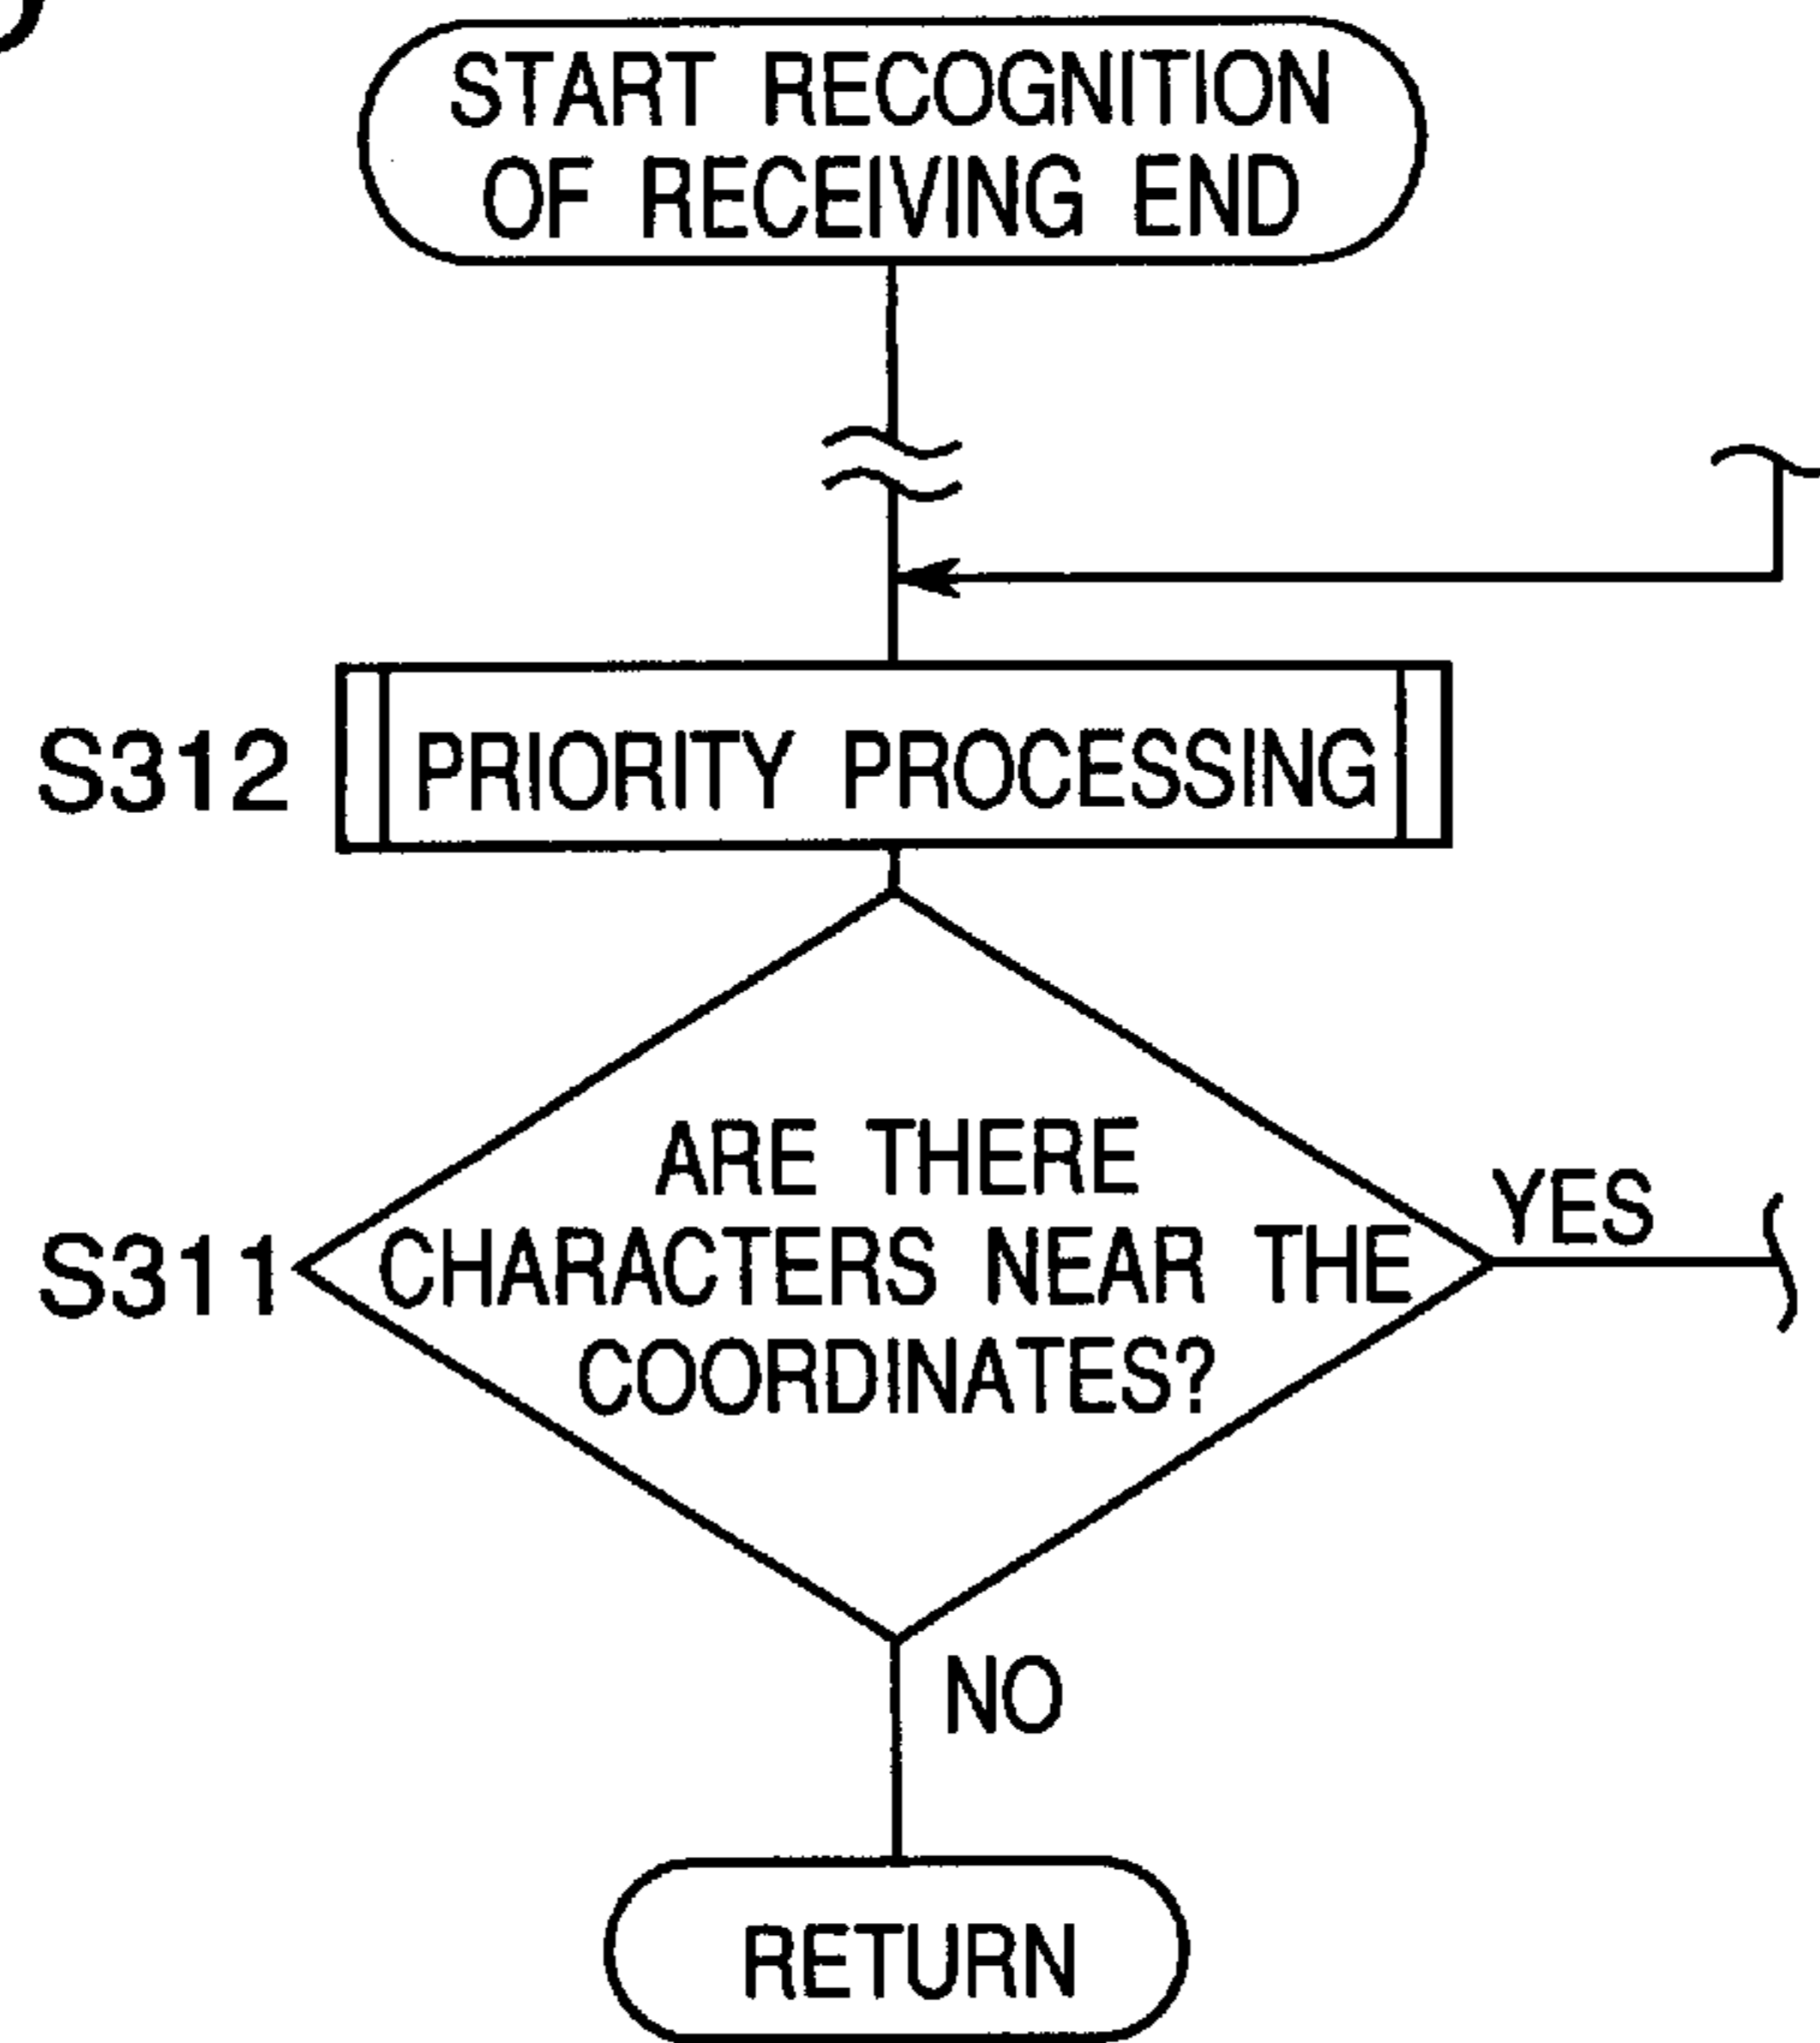 START RECOGNITION
OF RECEIVING END
S312
PRIORITY PROCESSING
ARE THERE
S311
CHARACTERS NEAR THE
COORDINATES?
YES
NO
RETURN